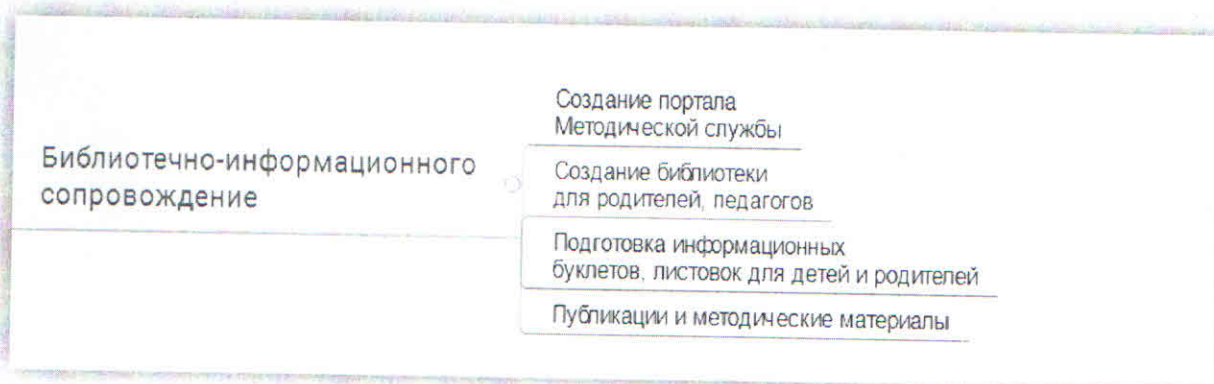 Библиотечно-информационного
сопровождение
Создание портала
Методической службы
Создание библиотеки
для родителей, педагогов
Подготовка информационных
буклетов, листовок для детей и родителей
Публикации и методические материалы